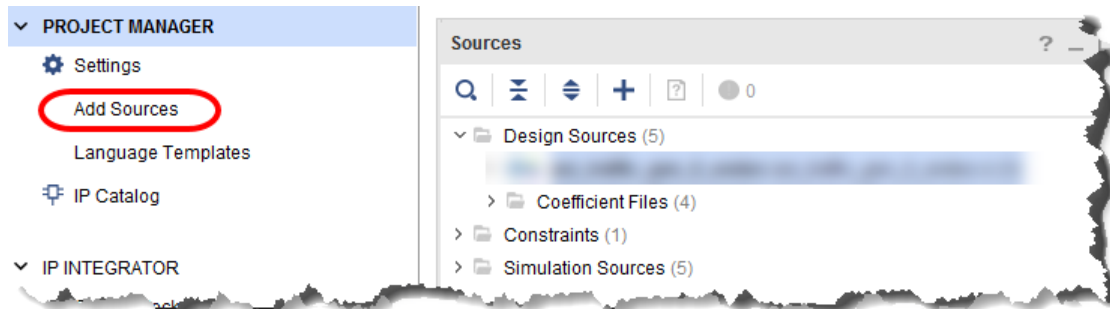 PROJECT MANAGER
Settings
Add Sources
Language Templates
IP Catalog
IP INTEGRATOR
Sources
? _
? 0
Design Sources (5)
Coefficient Files (4)
Constraints (1)
Simulation Sources (5)